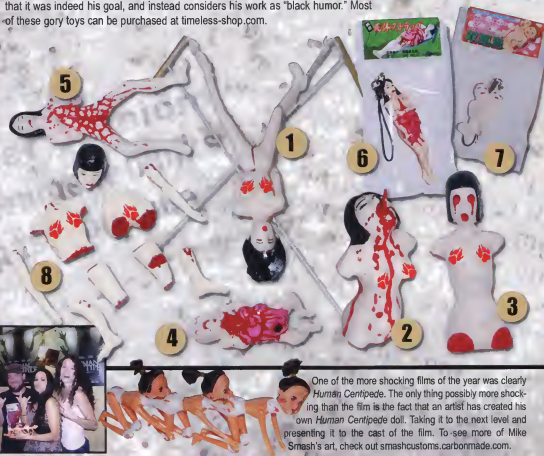 that it was indeed his goal, and instead considers his work as "black humor." Most
of these gory toys can be purchased at timeless-shop.com.
5
1
6
7
8
4
2
3
One of the more shocking films of the year was clearly
Human Centipede. The only thing possibly more shock-
ing than the film is the fact that an artist has created his
own Human Centipede doll. Taking it to the next level and
presenting it to the cast of the film. To see more of Mike
Smash's art, check out smashcustoms.carbonmade.com.